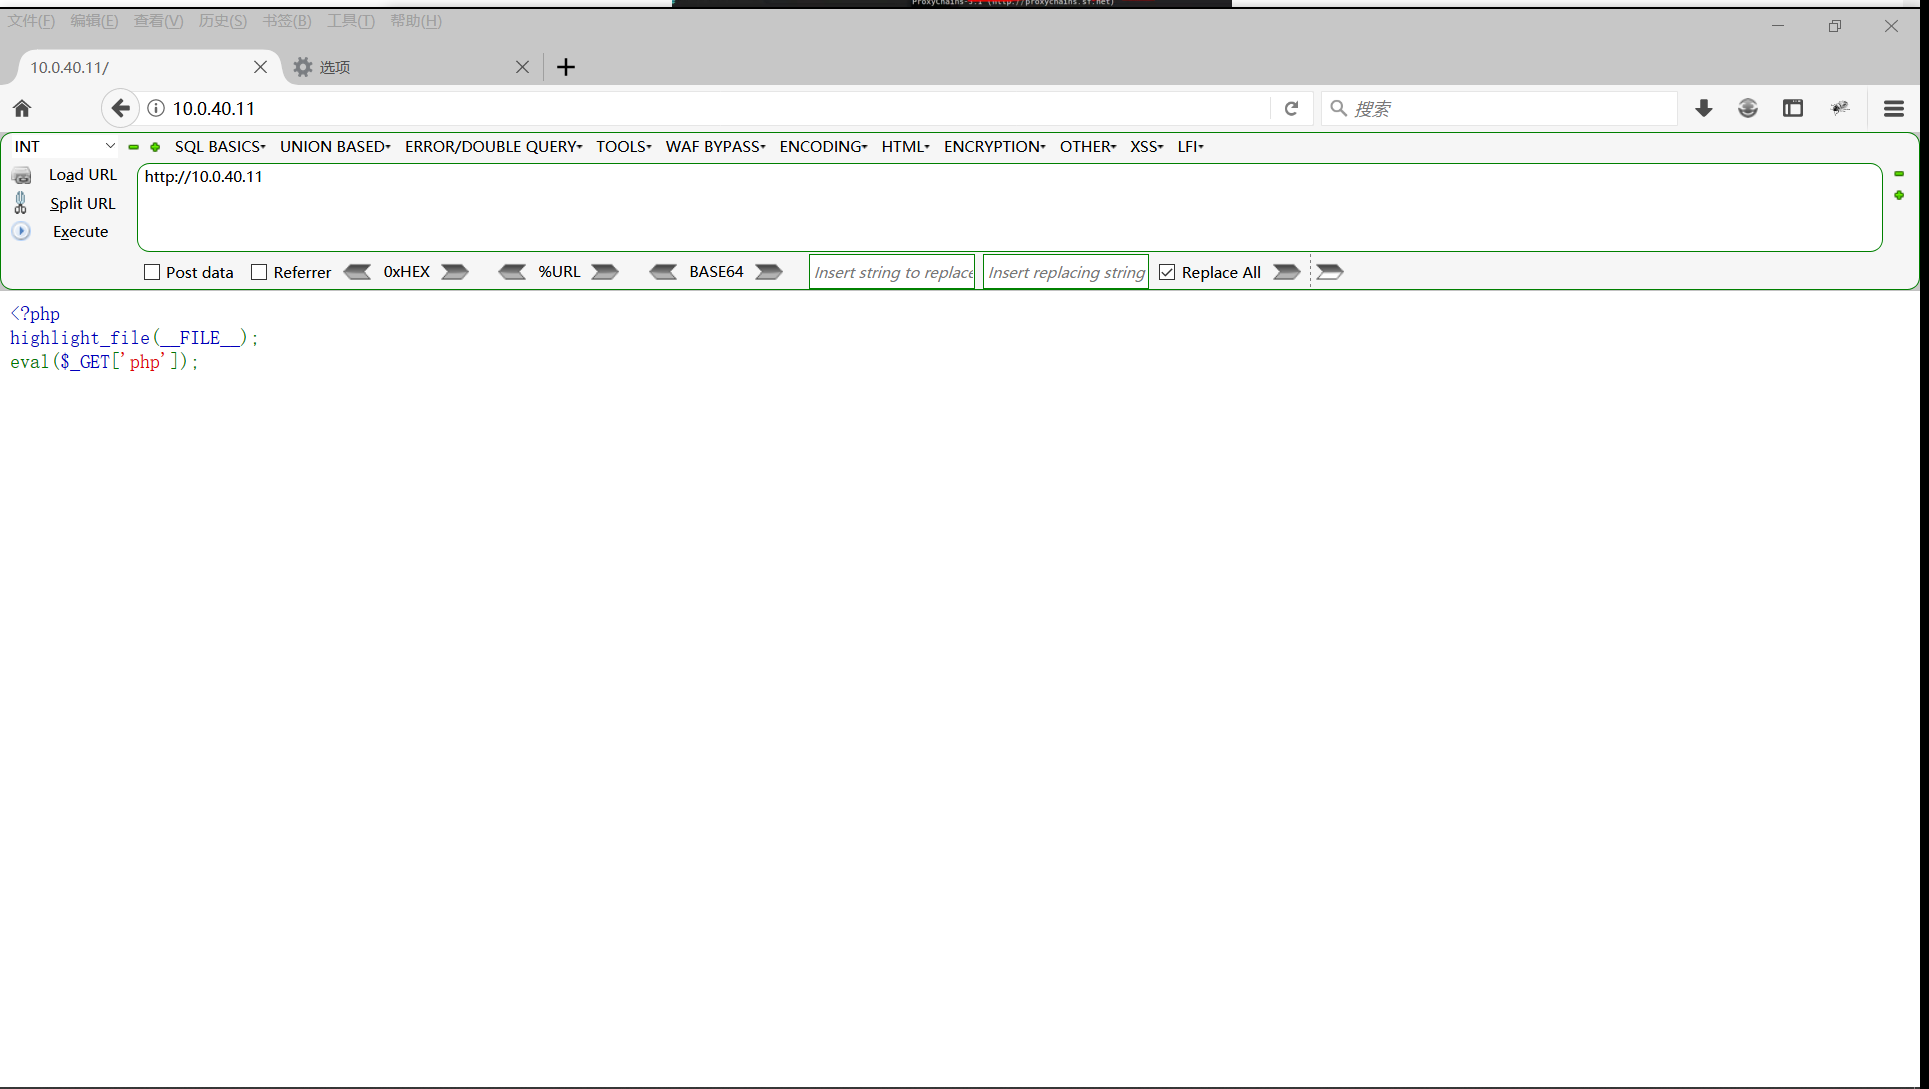 ProxyChains-3.1 (http://proxychains.sf.net)
文件(F) 编辑(E) 查看(V) 历史(S) 书签(B) 工具(T) 帮助(H)
10.0.40.11/ 选项
10.0.40.11 搜索
INT SQL BASICS UNION BASED ERROR/DOUBLE QUERY TOOLS WAF BYPASS ENCODING HTML ENCRYPTION OTHER XSS LFI
Load URL http://10.0.40.11
Split URL
Execute
Post data Referrer 0xHEX %URL BASE64 Insert string to replace Insert replacing string Replace All
<?php
highlight_file(__FILE__);
eval($_GET['php']);